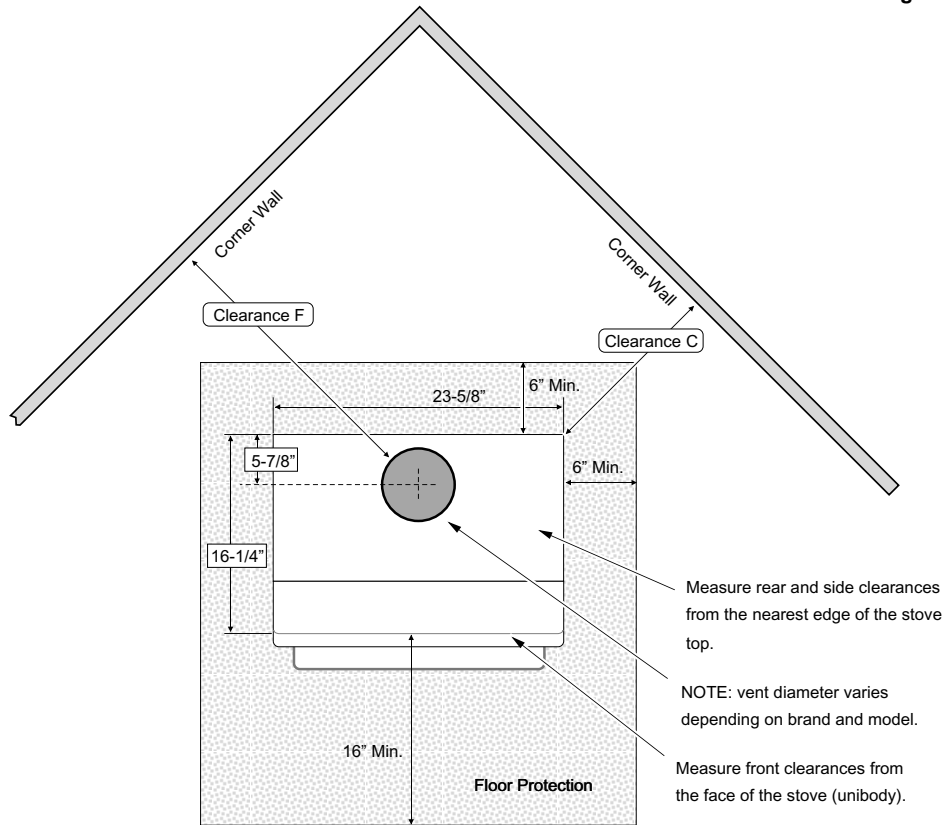 Corner Wall
Corner Wall
Clearance F
Clearance C
6” Min.
23-5/8”
5-7/8”
6” Min.
16-1/4”
Measure rear and side clearances
from the nearest edge of the stove
top.
NOTE: vent diameter varies
depending on brand and model.
16” Min.
Measure front clearances from
the face of the stove (unibody).
Floor Protection